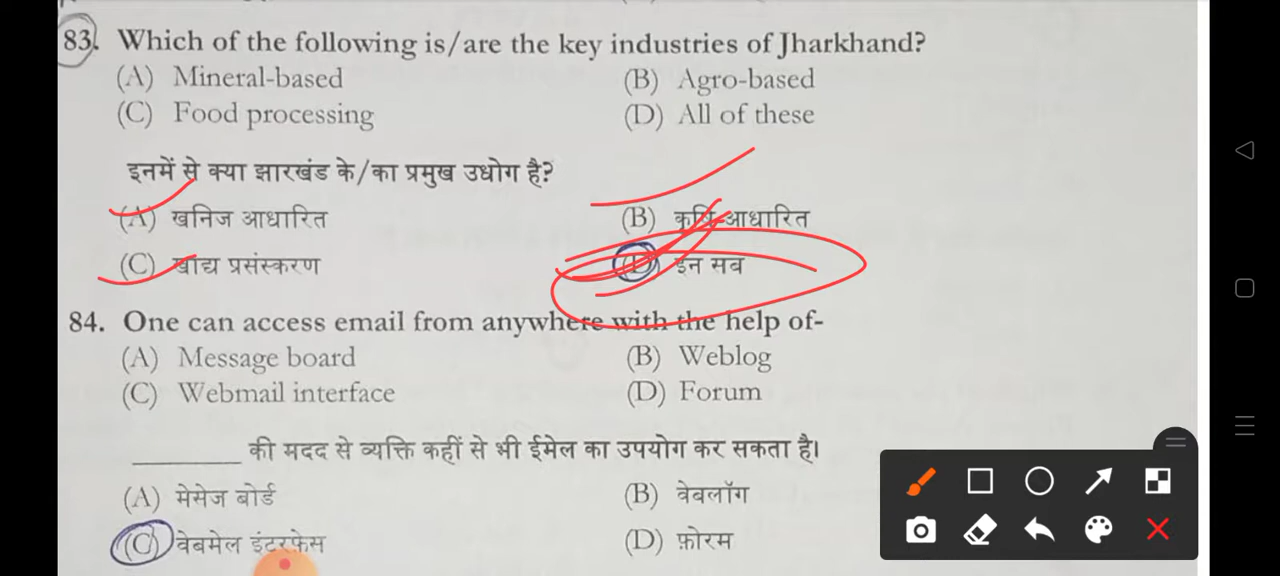 83. Which of the following is/are the key industries of Jharkhand?
(A) Mineral-based (B) Agro-based
(C) Food processing (D) All of these
इनमें से क्या झारखंड के/का प्रमुख उधोग है?
(A) खनिज आधारित (B) कृषि आधारित
(C) खाद्य प्रसंस्करण (D) इन सब
84. One can access email from anywhere with the help of-
(A) Message board (B) Weblog
(C) Webmail interface (D) Forum
________ की मदद से व्यक्ति कहीं से भी ईमेल का उपयोग कर सकता है।
(A) मेसेज बोर्ड (B) वेबलॉग
(C) वेबमेल इंटरफ़ेस (D) फ़ोरम